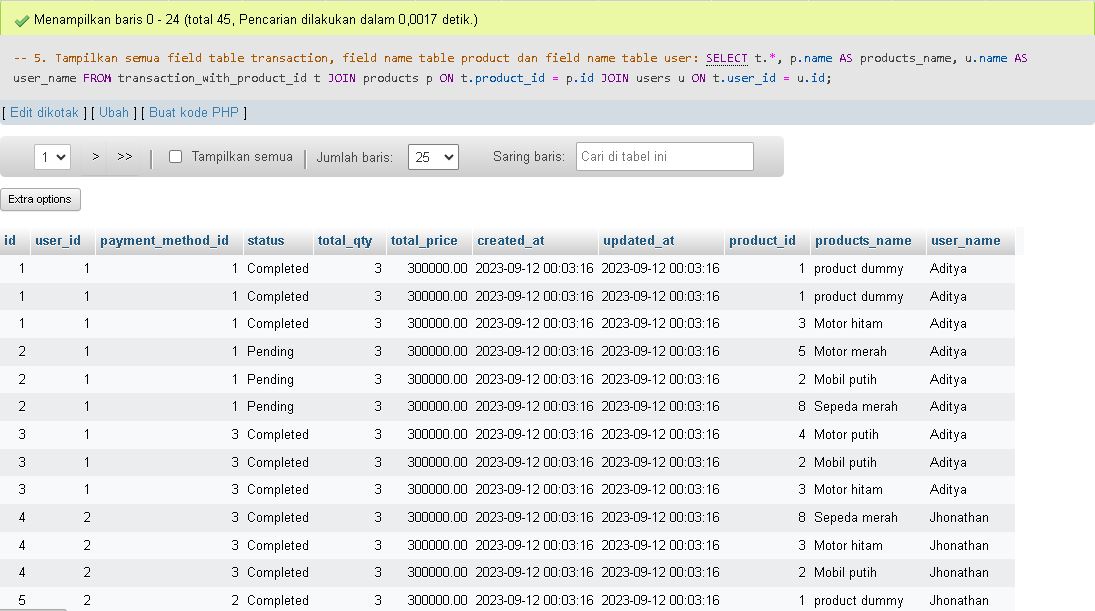 Menampilkan baris 0 - 24 (total 45, Pencarian dilakukan dalam 0,0017 detik.)
-- 5. Tampilkan semua field table transaction, field name table product dan field name table user: SELECT t.*, p.name AS products_name, u.name AS
user_name FROM transaction_with_product_id t JOIN products p ON t.product_id = p.id JOIN users u ON t.user_id = u.id;
[ Edit dikotak ] [ Ubah ] [ Buat kode PHP ]
1 > >> | Tampilkan semua | Jumlah baris: 25 Saring baris: Cari di tabel ini
Extra options
id user_id payment_method_id status total_qty total_price created_at updated_at product_id products_name user_name
1 1 1 Completed 3 300000.00 2023-09-12 00:03:16 2023-09-12 00:03:16 1 product dummy Aditya
1 1 1 Completed 3 300000.00 2023-09-12 00:03:16 2023-09-12 00:03:16 1 product dummy Aditya
1 1 1 Completed 3 300000.00 2023-09-12 00:03:16 2023-09-12 00:03:16 3 Motor hitam Aditya
2 1 1 Pending 3 300000.00 2023-09-12 00:03:16 2023-09-12 00:03:16 5 Motor merah Aditya
2 1 1 Pending 3 300000.00 2023-09-12 00:03:16 2023-09-12 00:03:16 2 Mobil putih Aditya
2 1 1 Pending 3 300000.00 2023-09-12 00:03:16 2023-09-12 00:03:16 8 Sepeda merah Aditya
3 1 3 Completed 3 300000.00 2023-09-12 00:03:16 2023-09-12 00:03:16 4 Motor putih Aditya
3 1 3 Completed 3 300000.00 2023-09-12 00:03:16 2023-09-12 00:03:16 2 Mobil putih Aditya
3 1 3 Completed 3 300000.00 2023-09-12 00:03:16 2023-09-12 00:03:16 3 Motor hitam Aditya
4 2 3 Completed 3 300000.00 2023-09-12 00:03:16 2023-09-12 00:03:16 8 Sepeda merah Jhonathan
4 2 3 Completed 3 300000.00 2023-09-12 00:03:16 2023-09-12 00:03:16 3 Motor hitam Jhonathan
4 2 3 Completed 3 300000.00 2023-09-12 00:03:16 2023-09-12 00:03:16 2 Mobil putih Jhonathan
5 2 2 Completed 3 300000.00 2023-09-12 00:03:16 2023-09-12 00:03:16 1 product dummy Jhonathan